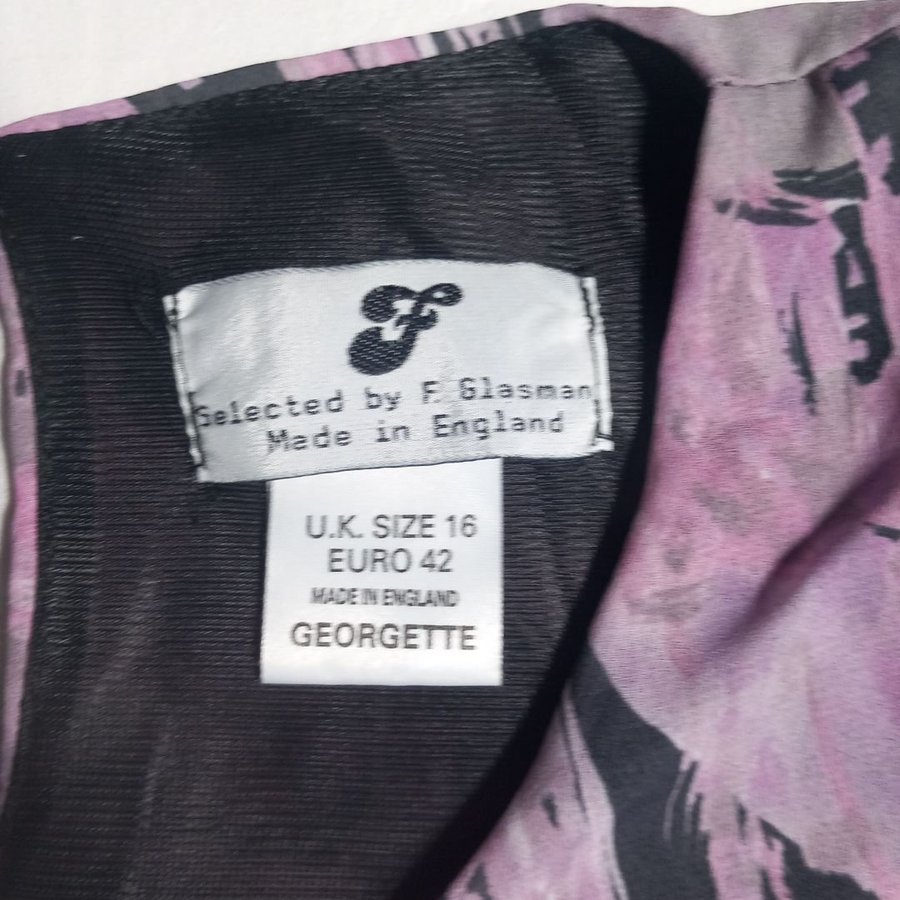 F
Selected by F. Glasman
Made in England
U.K. SIZE 16
EURO 42
MADE IN ENGLAND
GEORGETTE